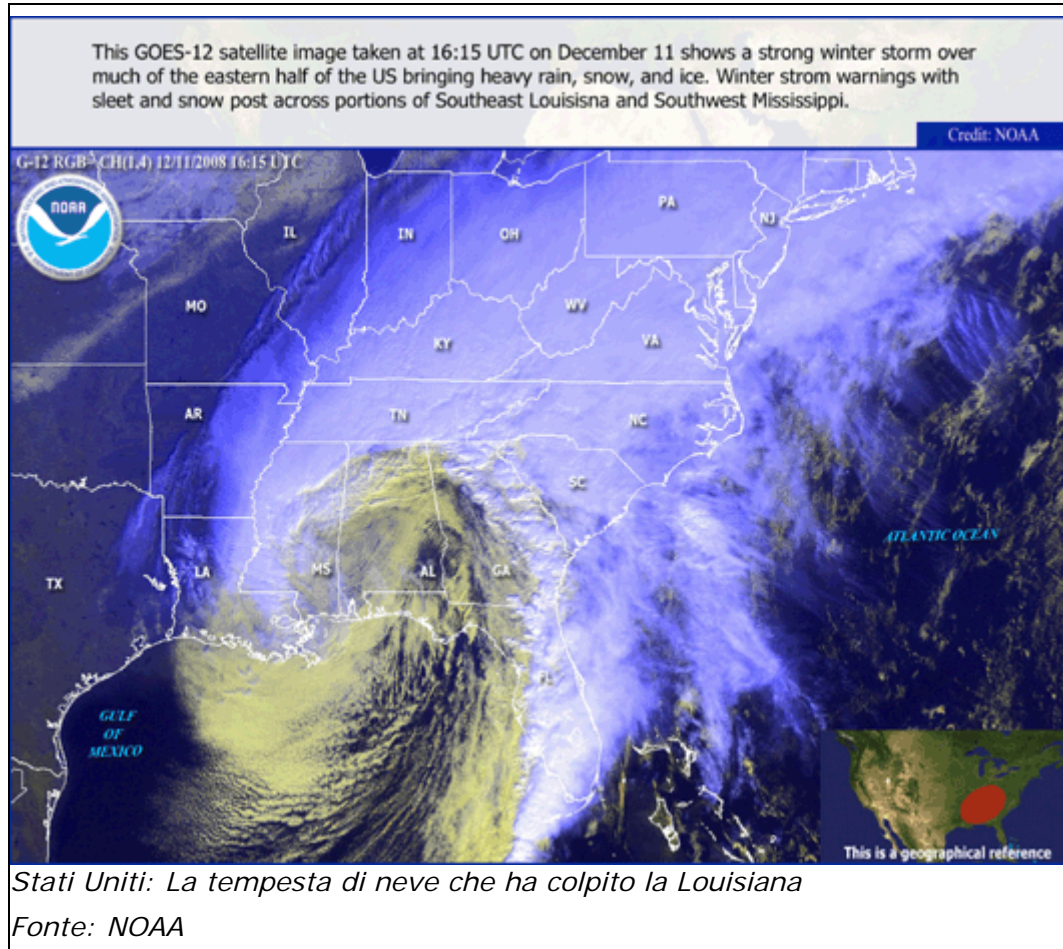 This GOES-12 satellite image taken at 16:15 UTC on December 11 shows a strong winter storm over
much of the eastern half of the US bringing heavy rain, snow, and ice. Winter strom warnings with
sleet and snow post across portions of Southeast Louisisna and Southwest Mississippi.
Credit: NOAA
G-12 RGB- CH(1,4) 12/11/2008 16:15 UTC
NOAA
PA
NJ
IL
IN
OH
MO
WV
KY
VA
AR
TN
NC
SC
ATLANTIC OCEAN
TX
LA
MS
AL
GA
FL
GULF
OF
MEXICO
This is a geographical reference
Stati Uniti: La tempesta di neve che ha colpito la Louisiana
Fonte: NOAA